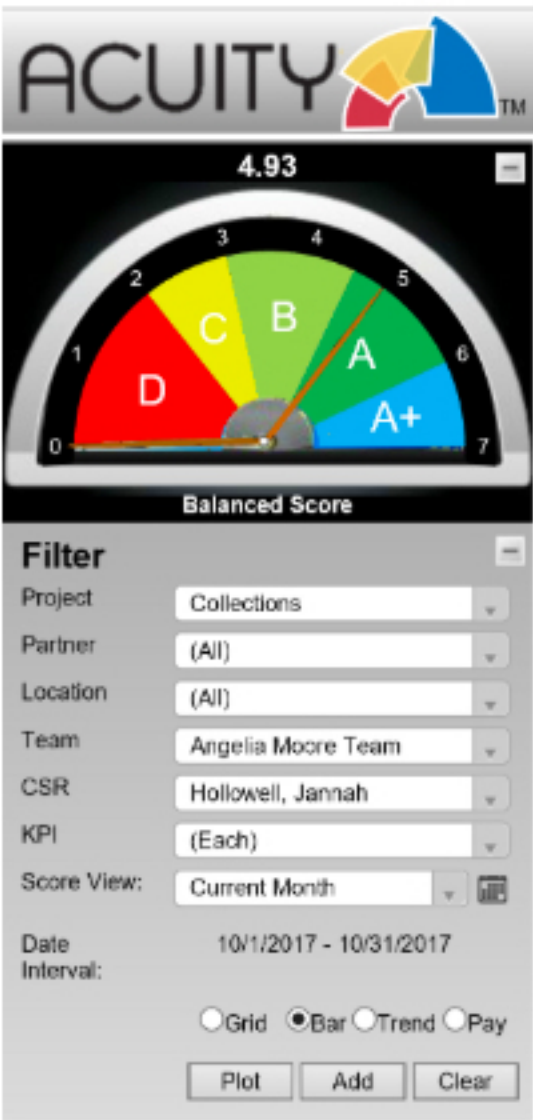 ACUITY TM
4.93
0 1 2 3 4 5 6 7
D C B A A+
Balanced Score
Filter
Project Collections
Partner (All)
Location (All)
Team Angelia Moore Team
CSR Hollowell, Jannah
KPI (Each)
Score View: Current Month
Date 10/1/2017 - 10/31/2017
Interval:
Grid Bar Trend Pay
Plot Add Clear